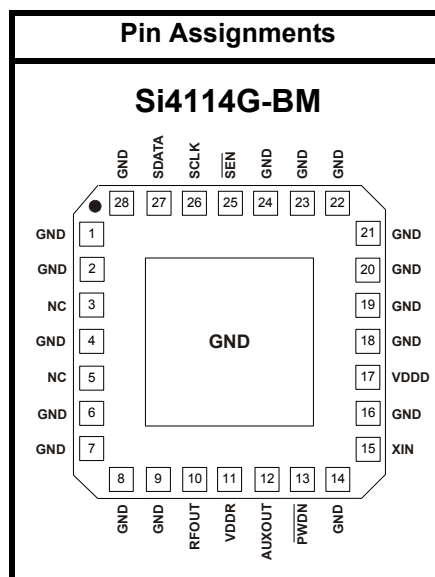 Pin Assignments
Si4114G-BM
GND SDATA SCLK SEN GND GND GND
28 27 26 25 24 23 22
GND 1 21 GND
GND 2 20 GND
NC 3 19 GND
GND 4 18 GND
GND
NC 5 17 VDDD
GND 6 16 GND
GND 7 15 XIN
8 9 10 11 12 13 14
GND GND RFOUT VDDR AUXOUT PWDN GND